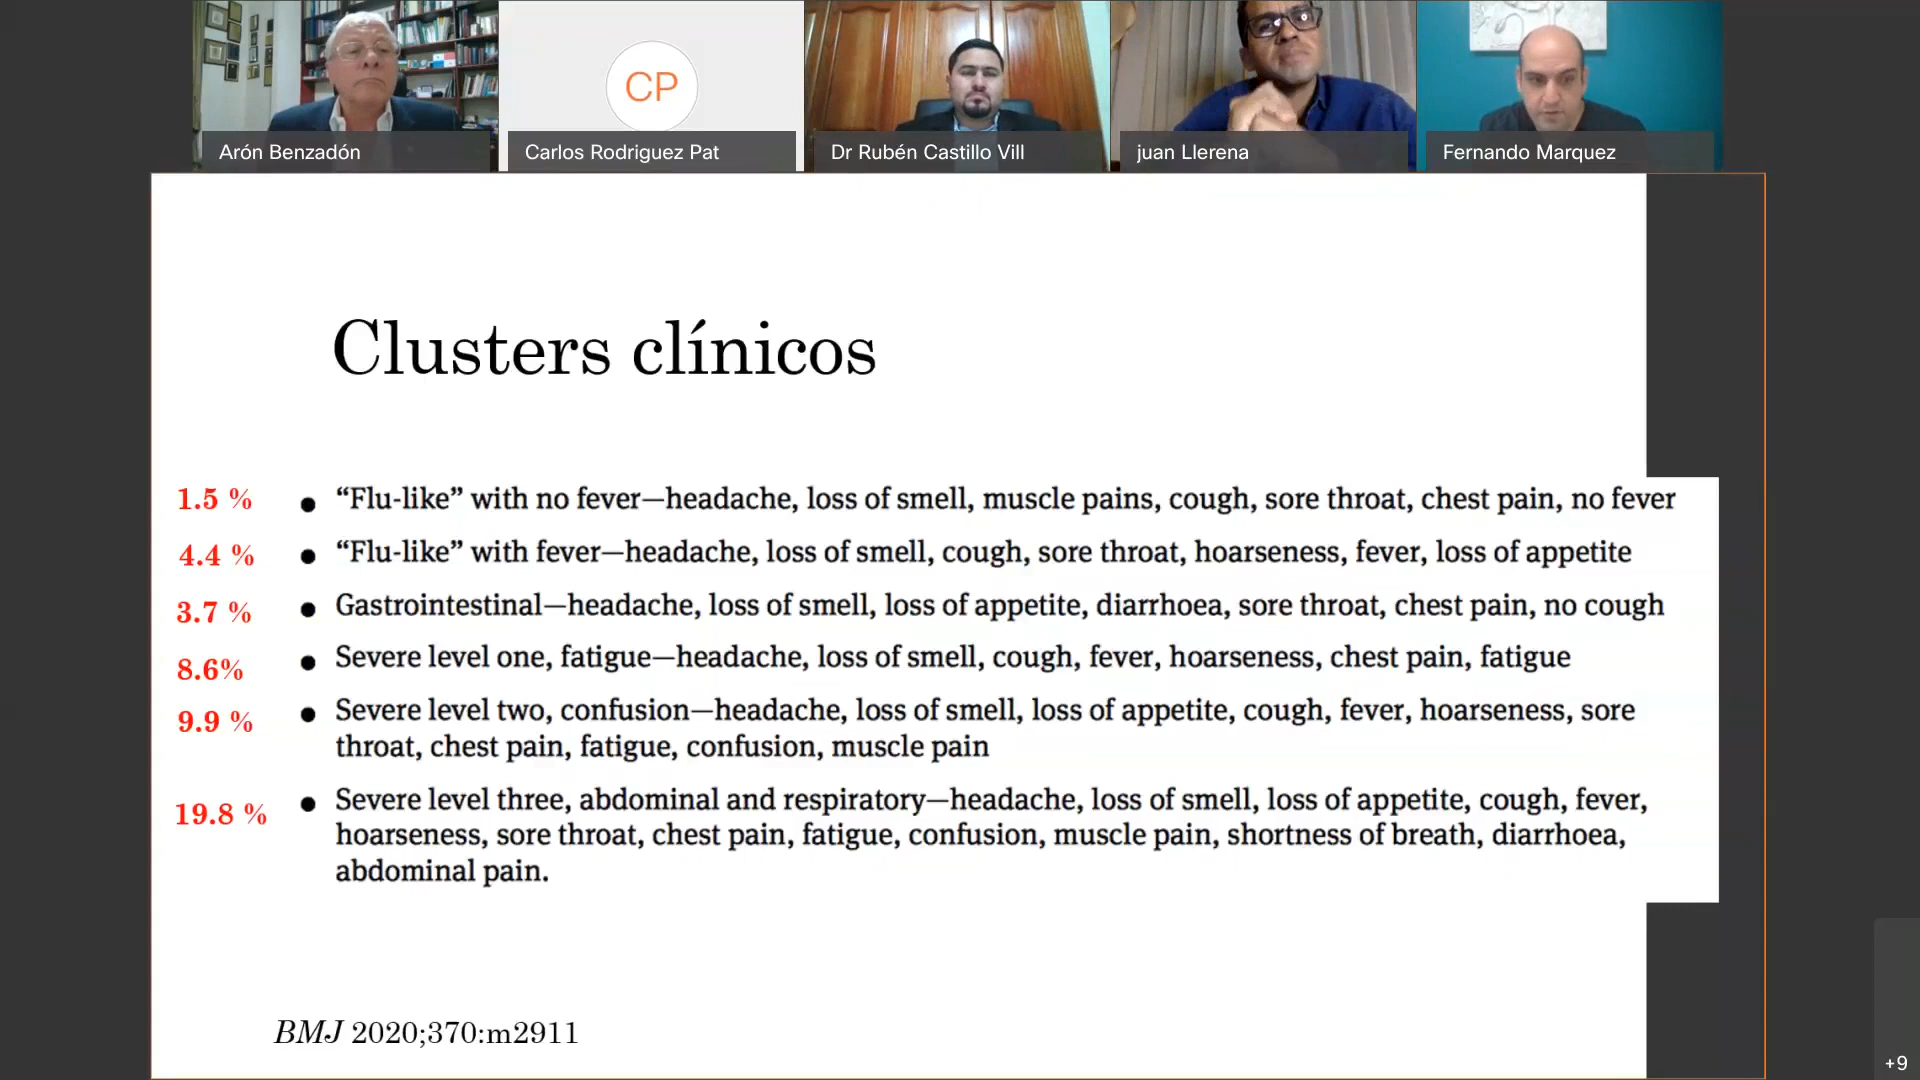 CP
Arón Benzadón
Carlos Rodriguez Pat
Dr Rubén Castillo Vill
juan Llerena
Fernando Marquez
Clusters clínicos
1.5 % ● “Flu-like” with no fever—headache, loss of smell, muscle pains, cough, sore throat, chest pain, no fever
4.4 % ● “Flu-like” with fever—headache, loss of smell, cough, sore throat, hoarseness, fever, loss of appetite
3.7 % ● Gastrointestinal—headache, loss of smell, loss of appetite, diarrhoea, sore throat, chest pain, no cough
8.6% ● Severe level one, fatigue—headache, loss of smell, cough, fever, hoarseness, chest pain, fatigue
9.9 % ● Severe level two, confusion—headache, loss of smell, loss of appetite, cough, fever, hoarseness, sore
throat, chest pain, fatigue, confusion, muscle pain
19.8 % ● Severe level three, abdominal and respiratory—headache, loss of smell, loss of appetite, cough, fever,
hoarseness, sore throat, chest pain, fatigue, confusion, muscle pain, shortness of breath, diarrhoea,
abdominal pain.
BMJ 2020;370:m2911
+9